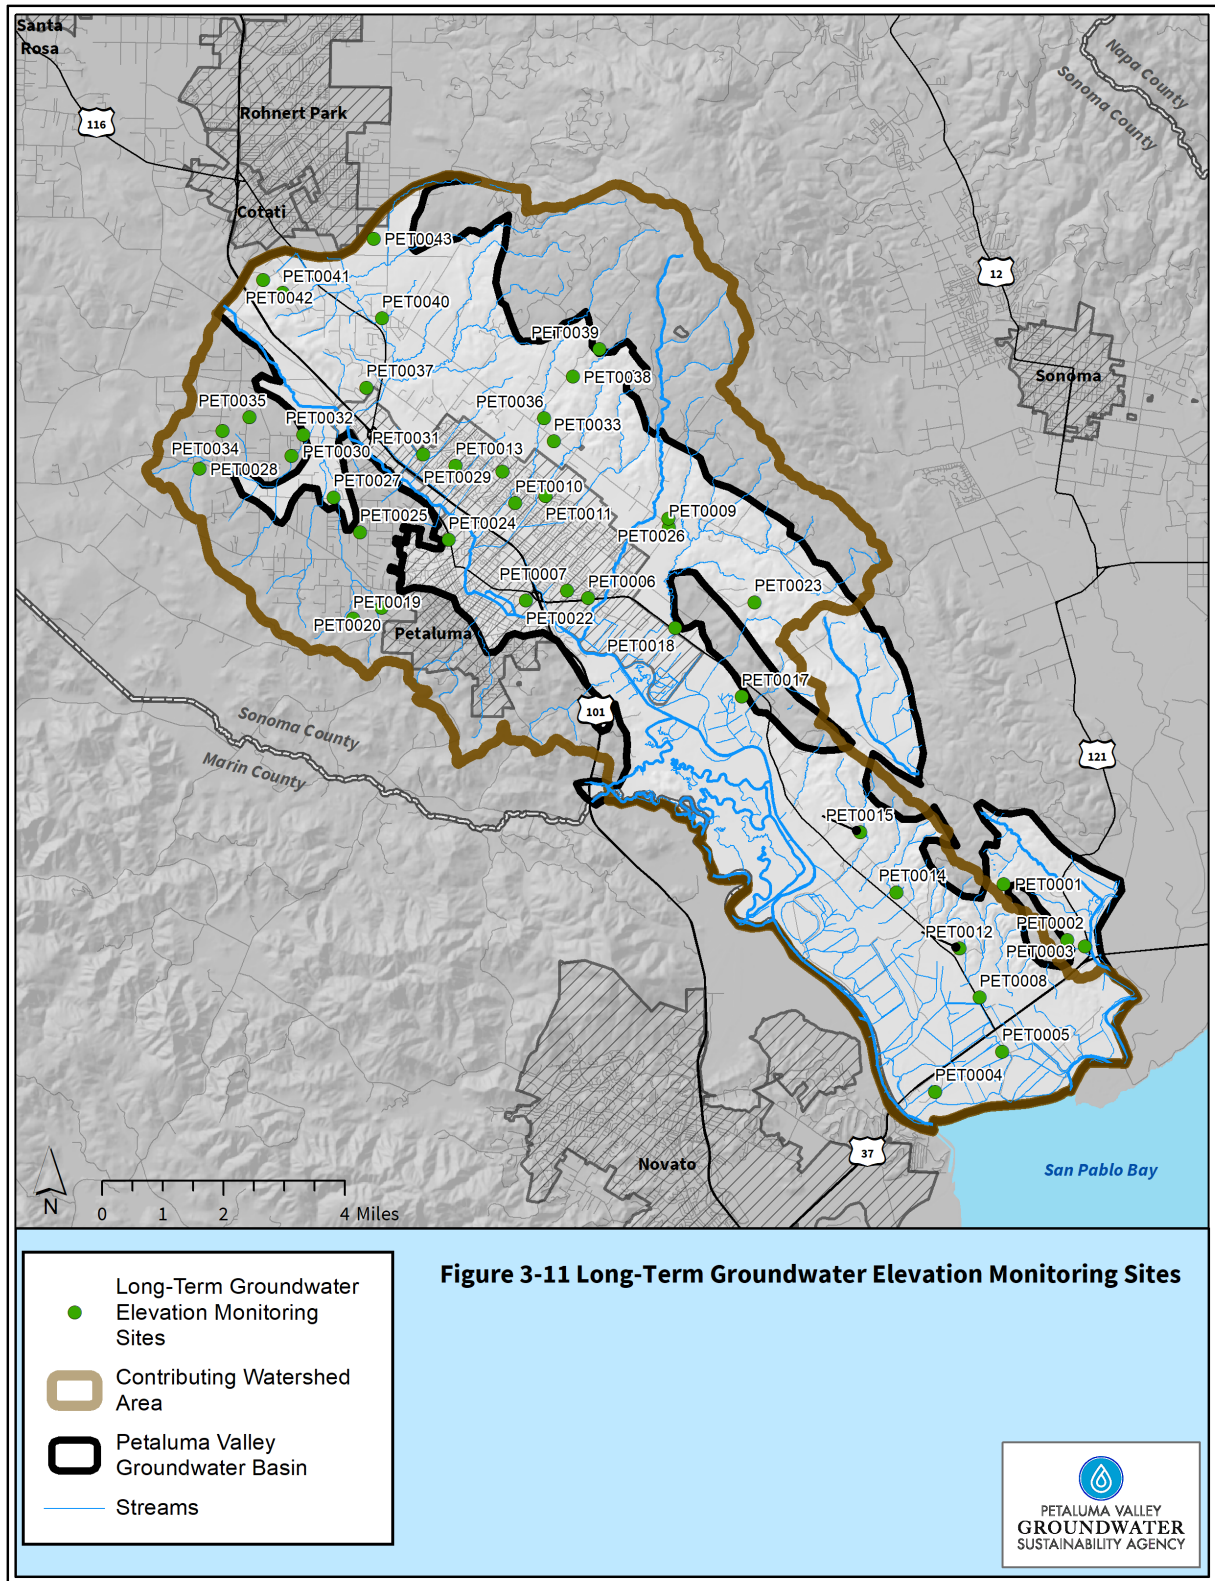 Santa
Rosa
Napa County
Sonoma County
Rohnert Park
116
Cotati
PET0043
12
PET0041
PET0042
PET0040
PET0039
PET0038
Sonoma
PET0037
PET0035
PET0036
PET0032
PET0033
PET0031
PET0013
PET0034
PET0030
PET0028
PET0029
PET0027
PET0010
PET0011
PET0025
PET0024
PET0009
PET0026
PET0007
PET0006
PET0023
PET0019
PET0020
PET0022
Petaluma
PET0018
PET0017
101
Sonoma County
Marin County
121
PET0015
PET0014
PET0001
PET0002
PET0012
PET0003
PET0008
PET0005
PET0004
37
Novato
San Pablo Bay
N
0 1 2 4 Miles
Figure 3-11 Long-Term Groundwater Elevation Monitoring Sites
Long-Term Groundwater
Elevation Monitoring
Sites
Contributing Watershed
Area
Petaluma Valley
Groundwater Basin
Streams
PETALUMA VALLEY
GROUNDWATER
SUSTAINABILITY AGENCY